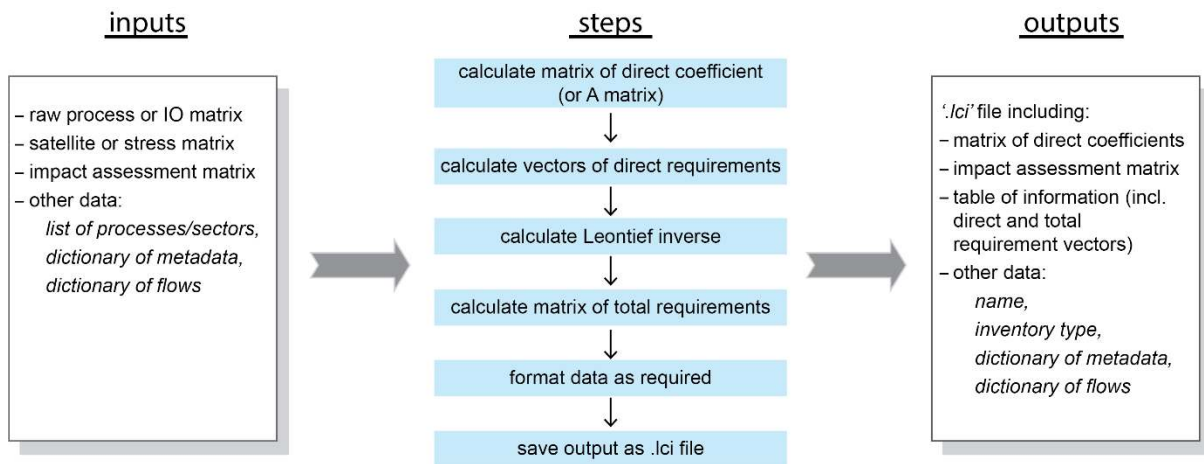 inputs
– raw process or IO matrix
– satellite or stress matrix
– impact assessment matrix
– other data:
list of processes/sectors,
dictionary of metadata,
dictionary of flows
steps
calculate matrix of direct coefficient
(or A matrix)
calculate vectors of direct requirements
calculate Leontief inverse
calculate matrix of total requirements
format data as required
save output as .lci file
outputs
‘.lci’ file including:
– matrix of direct coefficients
– impact assessment matrix
– table of information (incl.
direct and total
requirement vectors)
– other data:
name,
inventory type,
dictionary of metadata,
dictionary of flows